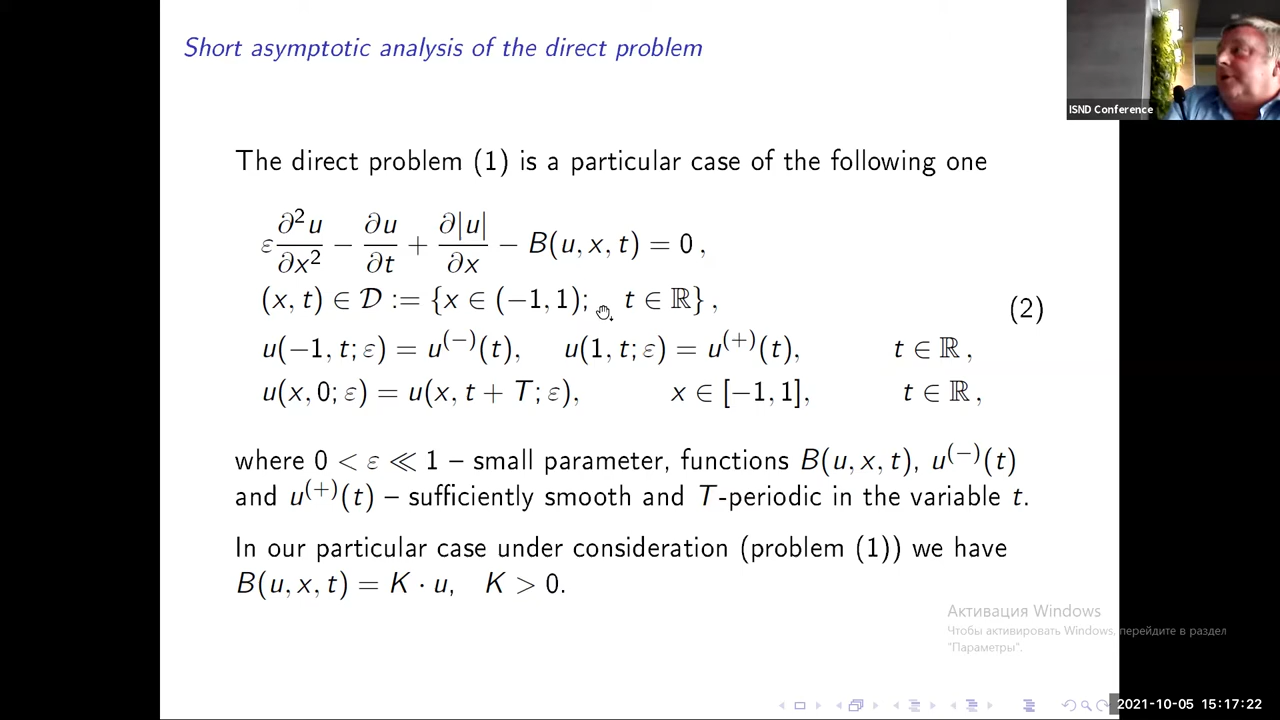 Short asymptotic analysis of the direct problem
ISND Conference
The direct problem (1) is a particular case of the following one
ε ∂²u/∂x² − ∂u/∂t + ∂|u|/∂x − B(u, x, t) = 0 ,
(x, t) ∈ 𝒟 := {x ∈ (−1, 1); t ∈ ℝ} ,
(2)
u(−1, t; ε) = u⁽⁻⁾(t), u(1, t; ε) = u⁽⁺⁾(t), t ∈ ℝ ,
u(x, 0; ε) = u(x, t + T; ε), x ∈ [−1, 1], t ∈ ℝ ,
where 0 < ε ≪ 1 – small parameter, functions B(u, x, t), u⁽⁻⁾(t)
and u⁽⁺⁾(t) – sufficiently smooth and T-periodic in the variable t.
In our particular case under consideration (problem (1)) we have
B(u, x, t) = K · u, K > 0.
Активация Windows
Чтобы активировать Windows, перейдите в раздел
"Параметры".
2021-10-05 15:17:22